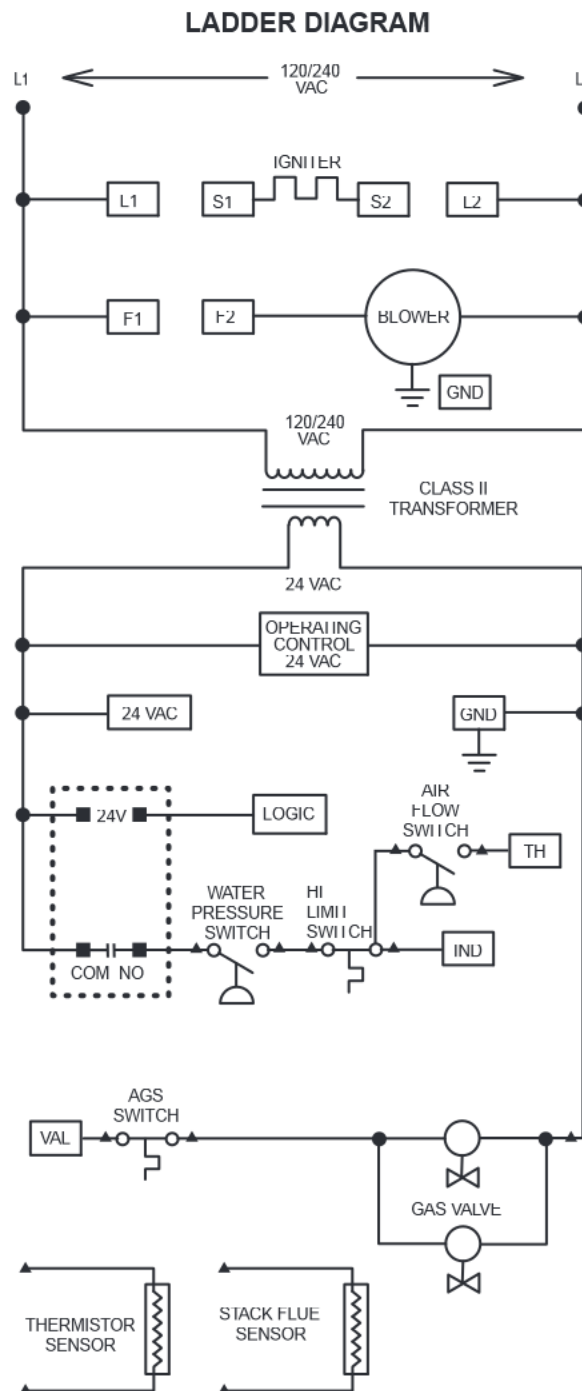 LADDER DIAGRAM
L1
120/240
VAC
L
IGNITER
L1
S1
S2
L2
F1
F2
BLOWER
GND
120/240
VAC
CLASS II
TRANSFORMER
24 VAC
OPERATING
CONTROL
24 VAC
24 VAC
GND
24V
LOGIC
AIR
FLOW
SWITCH
TH
WATER
PRESSURE
SWITCH
HI
LIMIT
SWITCH
IND
COM NO
AGS
SWITCH
VAL
GAS VALVE
THERMISTOR
SENSOR
STACK FLUE
SENSOR